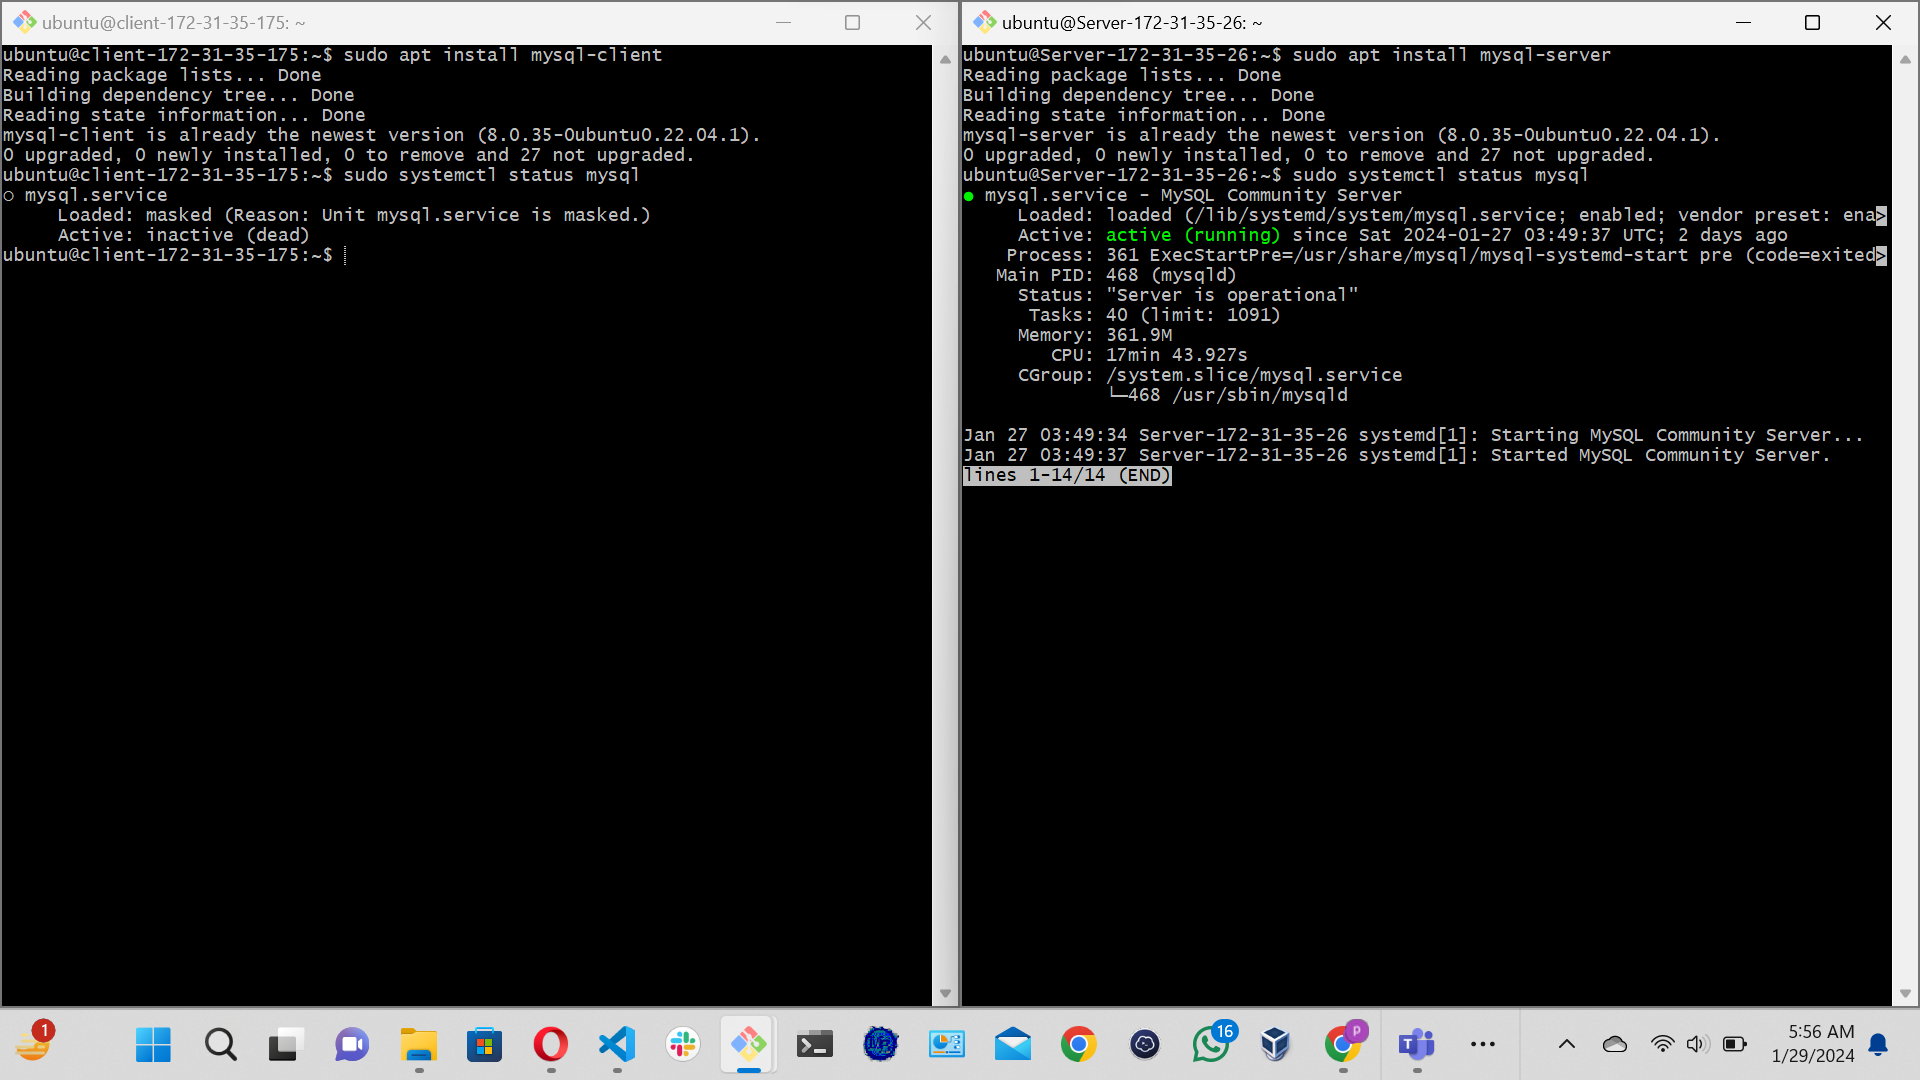 ubuntu@client-172-31-35-175: ~
ubuntu@client-172-31-35-175:~$ sudo apt install mysql-client
Reading package lists... Done
Building dependency tree... Done
Reading state information... Done
mysql-client is already the newest version (8.0.35-0ubuntu0.22.04.1).
0 upgraded, 0 newly installed, 0 to remove and 27 not upgraded.
ubuntu@client-172-31-35-175:~$ sudo systemctl status mysql
○ mysql.service
     Loaded: masked (Reason: Unit mysql.service is masked.)
     Active: inactive (dead)
ubuntu@client-172-31-35-175:~$
ubuntu@Server-172-31-35-26: ~
ubuntu@Server-172-31-35-26:~$ sudo apt install mysql-server
Reading package lists... Done
Building dependency tree... Done
Reading state information... Done
mysql-server is already the newest version (8.0.35-0ubuntu0.22.04.1).
0 upgraded, 0 newly installed, 0 to remove and 27 not upgraded.
ubuntu@Server-172-31-35-26:~$ sudo systemctl status mysql
● mysql.service - MySQL Community Server
     Loaded: loaded (/lib/systemd/system/mysql.service; enabled; vendor preset: ena>
     Active: active (running) since Sat 2024-01-27 03:49:37 UTC; 2 days ago
    Process: 361 ExecStartPre=/usr/share/mysql/mysql-systemd-start pre (code=exited>
   Main PID: 468 (mysqld)
     Status: "Server is operational"
      Tasks: 40 (limit: 1091)
     Memory: 361.9M
        CPU: 17min 43.927s
     CGroup: /system.slice/mysql.service
             └─468 /usr/sbin/mysqld
Jan 27 03:49:34 Server-172-31-35-26 systemd[1]: Starting MySQL Community Server...
Jan 27 03:49:37 Server-172-31-35-26 systemd[1]: Started MySQL Community Server.
lines 1-14/14 (END)
1
16
P
T
5:56 AM
1/29/2024